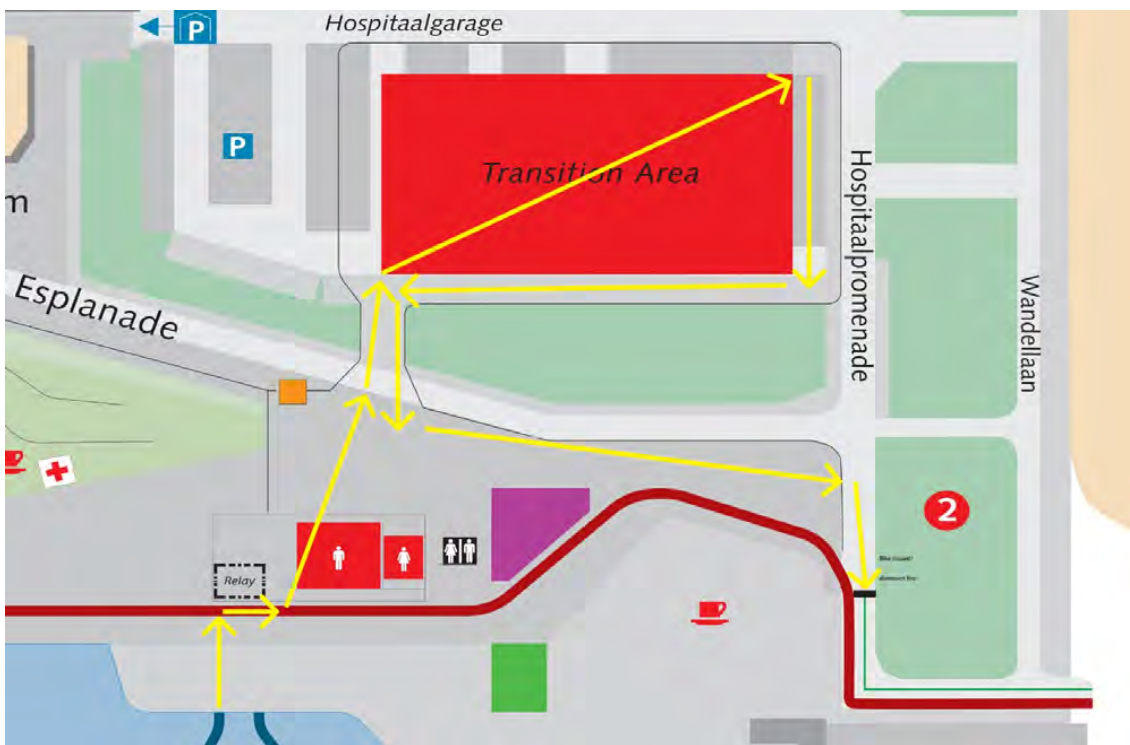 P
Hospitaalgarage
P
Transition Area
Hospitaalpromenade
m
Esplanade
Wandellaan
2
Relay